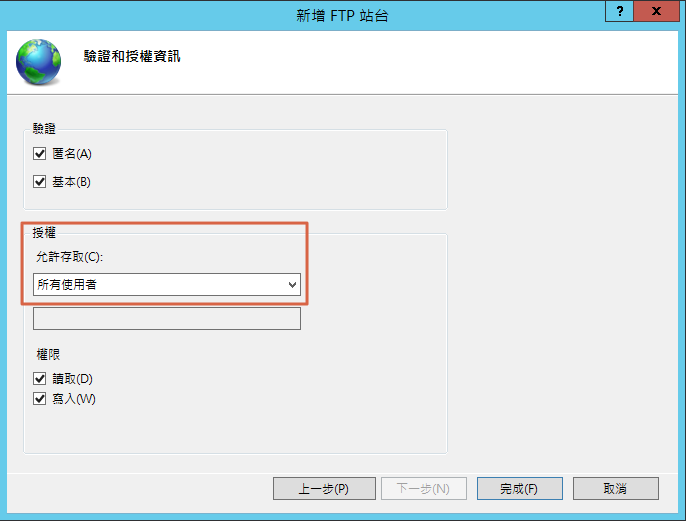 新增 FTP 站台
?
x
驗證和授權資訊
驗證
匿名(A)
基本(B)
授權
允許存取(C):
所有使用者
權限
讀取(D)
寫入(W)
上一步(P)
下一步(N)
完成(F)
取消